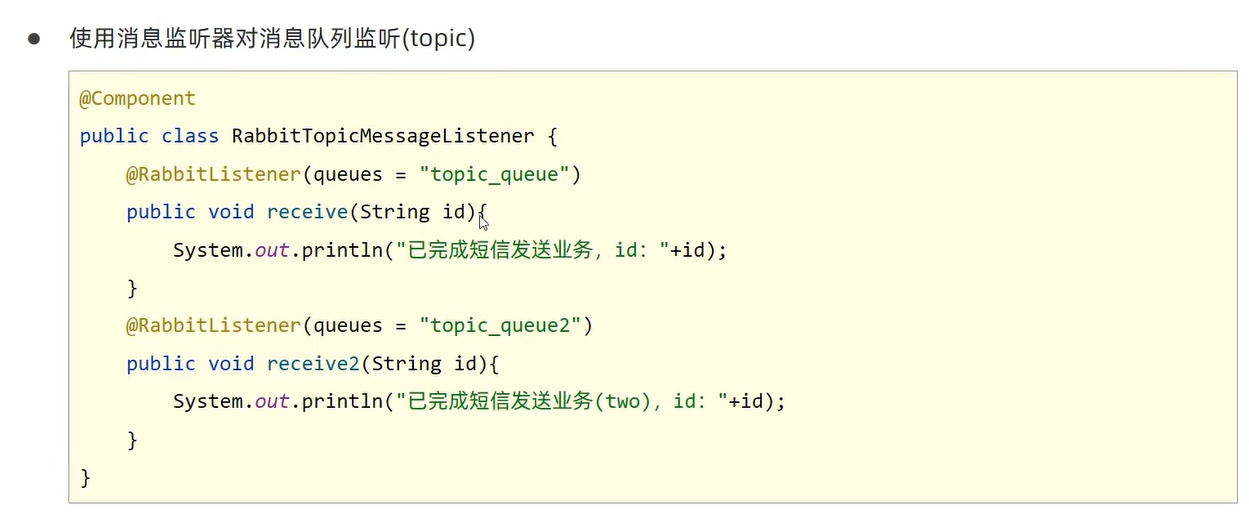 ● 使用消息监听器对消息队列监听(topic)
@Component
public class RabbitTopicMessageListener {
    @RabbitListener(queues = "topic_queue")
    public void receive(String id){
        System.out.println("已完成短信发送业务，id："+id);
    }
    @RabbitListener(queues = "topic_queue2")
    public void receive2(String id){
        System.out.println("已完成短信发送业务(two)，id："+id);
    }
}